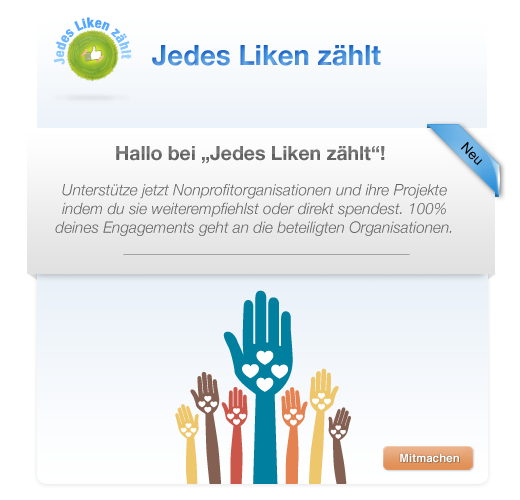 Jedes Liken zählt
Jedes Liken zählt
Neu
Hallo bei „Jedes Liken zählt“!
Unterstütze jetzt Nonprofitorganisationen und ihre Projekte
indem du sie weiterempfiehlst oder direkt spendest. 100%
deines Engagements geht an die beteiligten Organisationen.
Mitmachen